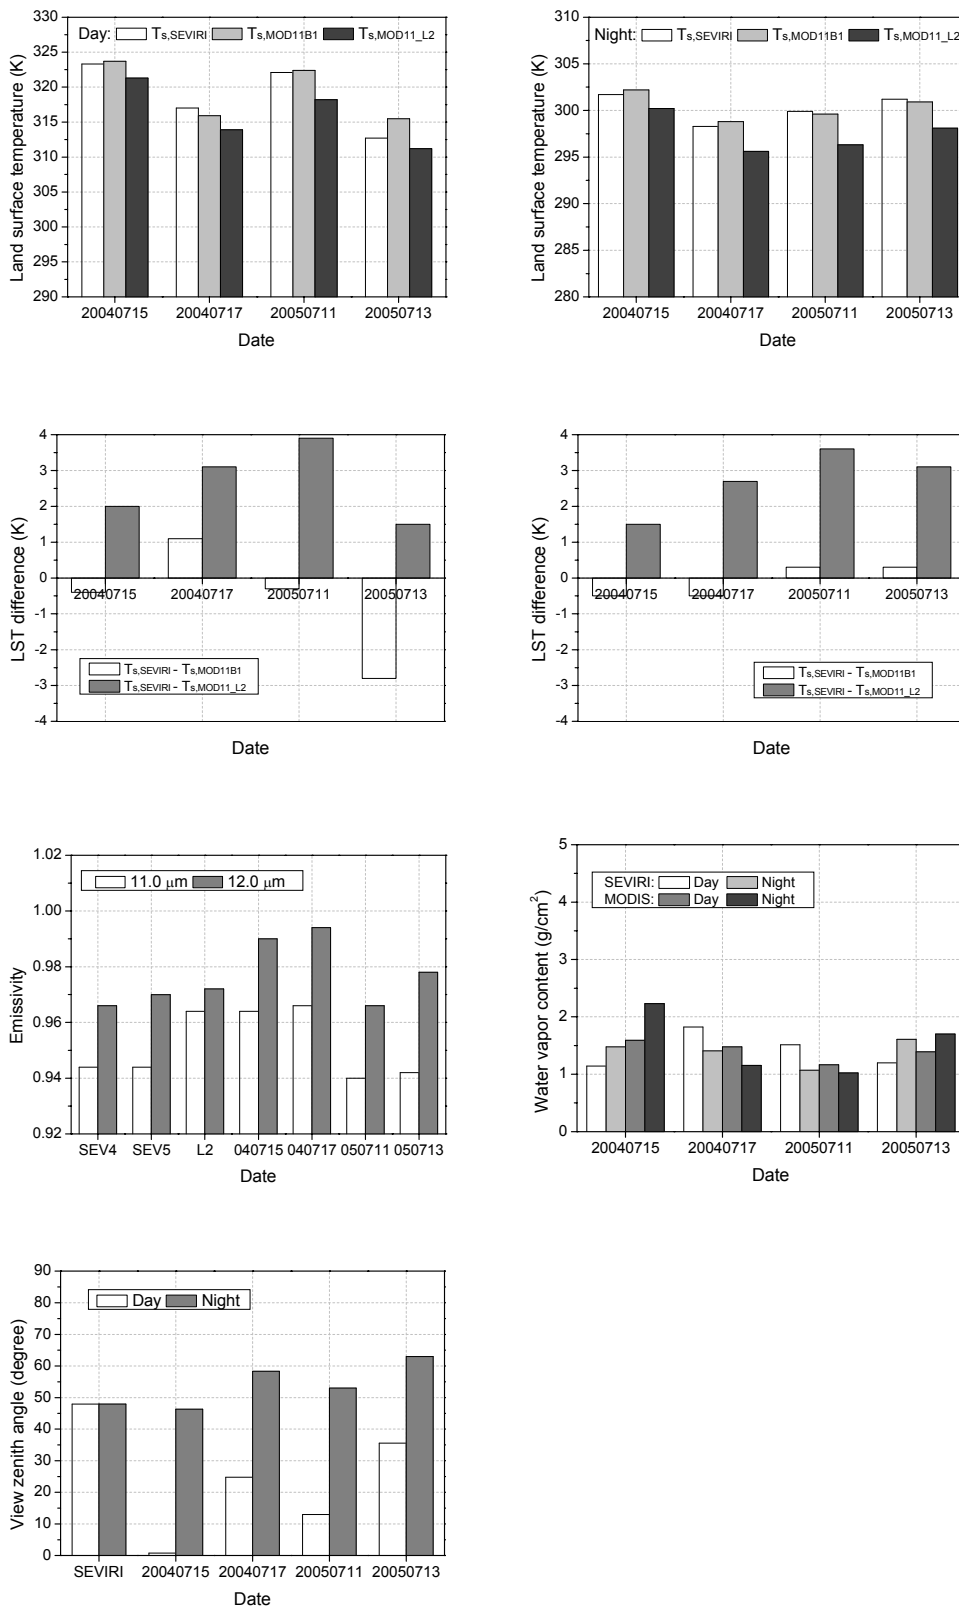 Day: Ts,SEVIRI Ts,MOD11B1 Ts,MOD11_L2
330
325
320
315
310
305
300
295
290
Land surface temperature (K)
20040715 20040717 20050711 20050713
Date
Night: Ts,SEVIRI Ts,MOD11B1 Ts,MOD11_L2
310
305
300
295
290
285
280
Land surface temperature (K)
20040715 20040717 20050711 20050713
Date
4
3
2
1
0
-1
-2
-3
-4
LST difference (K)
20040715 20040717 20050711 20050713
Ts,SEVIRI - Ts,MOD11B1
Ts,SEVIRI - Ts,MOD11_L2
Date
4
3
2
1
0
-1
-2
-3
-4
LST difference (K)
20040715 20040717 20050711 20050713
Ts,SEVIRI - Ts,MOD11B1
Ts,SEVIRI - Ts,MOD11_L2
Date
11.0 μm 12.0 μm
1.02
1.00
0.98
0.96
0.94
0.92
Emissivity
SEV4 SEV5 L2 040715 040717 050711 050713
Date
SEVIRI: Day Night
MODIS: Day Night
5
4
3
2
1
0
Water vapor content (g/cm²)
20040715 20040717 20050711 20050713
Date
Day Night
90
80
70
60
50
40
30
20
10
0
View zenith angle (degree)
SEVIRI 20040715 20040717 20050711 20050713
Date